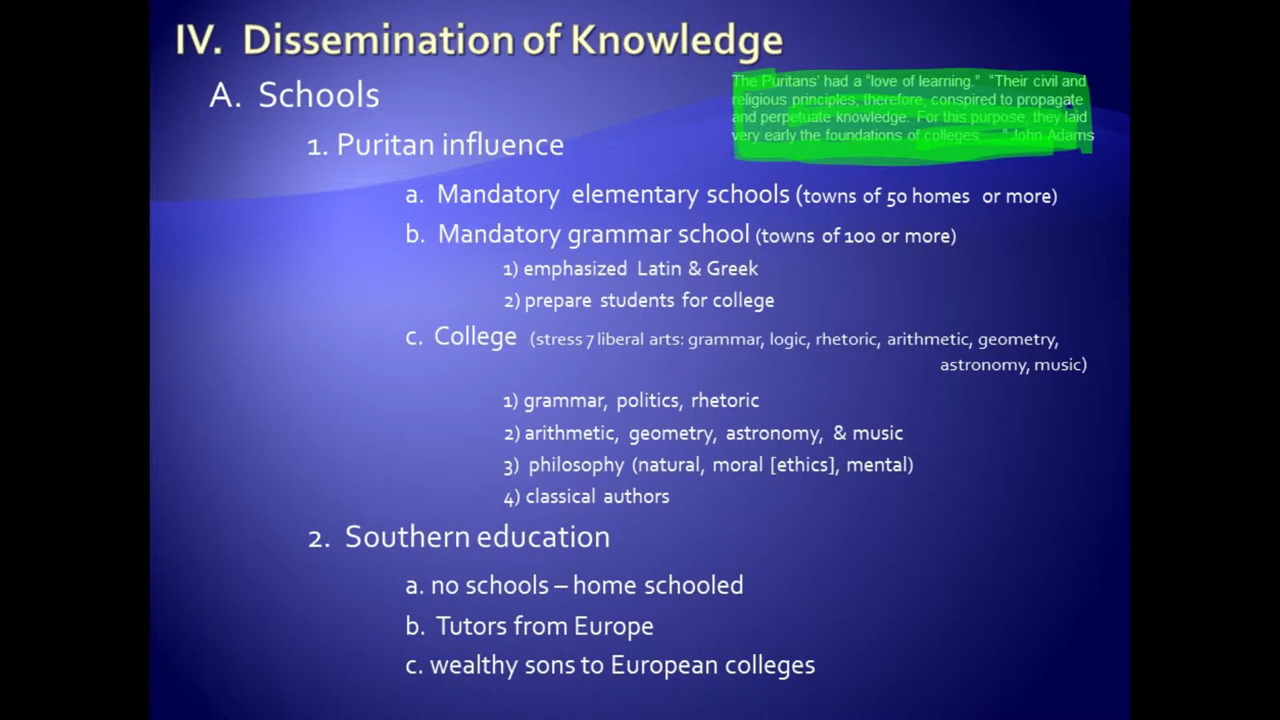 IV. Dissemination of Knowledge
A. Schools
The Puritans' had a "love of learning." "Their civil and
religious principles, therefore, conspired to propagate
and perpetuate knowledge. For this purpose, they laid
very early the foundations of colleges. ..." John Adams
1. Puritan influence
a. Mandatory elementary schools (towns of 50 homes or more)
b. Mandatory grammar school (towns of 100 or more)
1) emphasized Latin & Greek
2) prepare students for college
c. College (stress 7 liberal arts: grammar, logic, rhetoric, arithmetic, geometry,
astronomy, music)
1) grammar, politics, rhetoric
2) arithmetic, geometry, astronomy, & music
3) philosophy (natural, moral [ethics], mental)
4) classical authors
2. Southern education
a. no schools – home schooled
b. Tutors from Europe
c. wealthy sons to European colleges